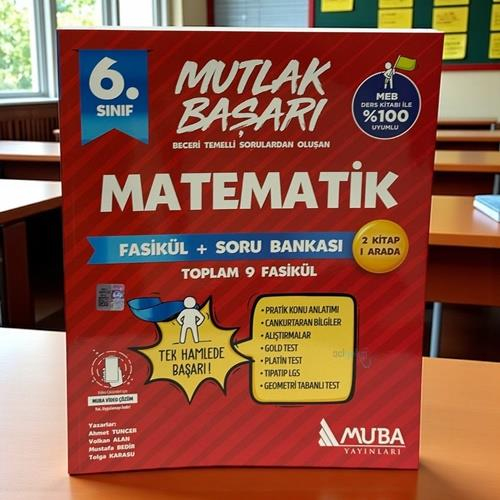 6.
SINIF
MUTLAK
BAŞARI
BECERİ TEMELLİ SORULARDAN OLUŞAN
MEB
DERS KİTABI İLE
%100
UYUMLU
MATEMATİK
FASİKÜL + SORU BANKASI
2 KİTAP
1 ARADA
TOPLAM 9 FASİKÜL
TEK HAMLEDE
BAŞARI!
• PRATİK KONU ANLATIMI
• CANKURTARAN BİLGİLER
• ALIŞTIRMALAR
• GOLD TEST
• PLATİN TEST
• TIPATIP LGS
• GEOMETRİ TABANLI TEST
MUBA VİDEO ÇÖZÜM
Yazarlar:
Ahmet TUNCER
Volkan ALAN
Mustafa BEDİR
Tolga KARASU
MUBA
YAYINLARI